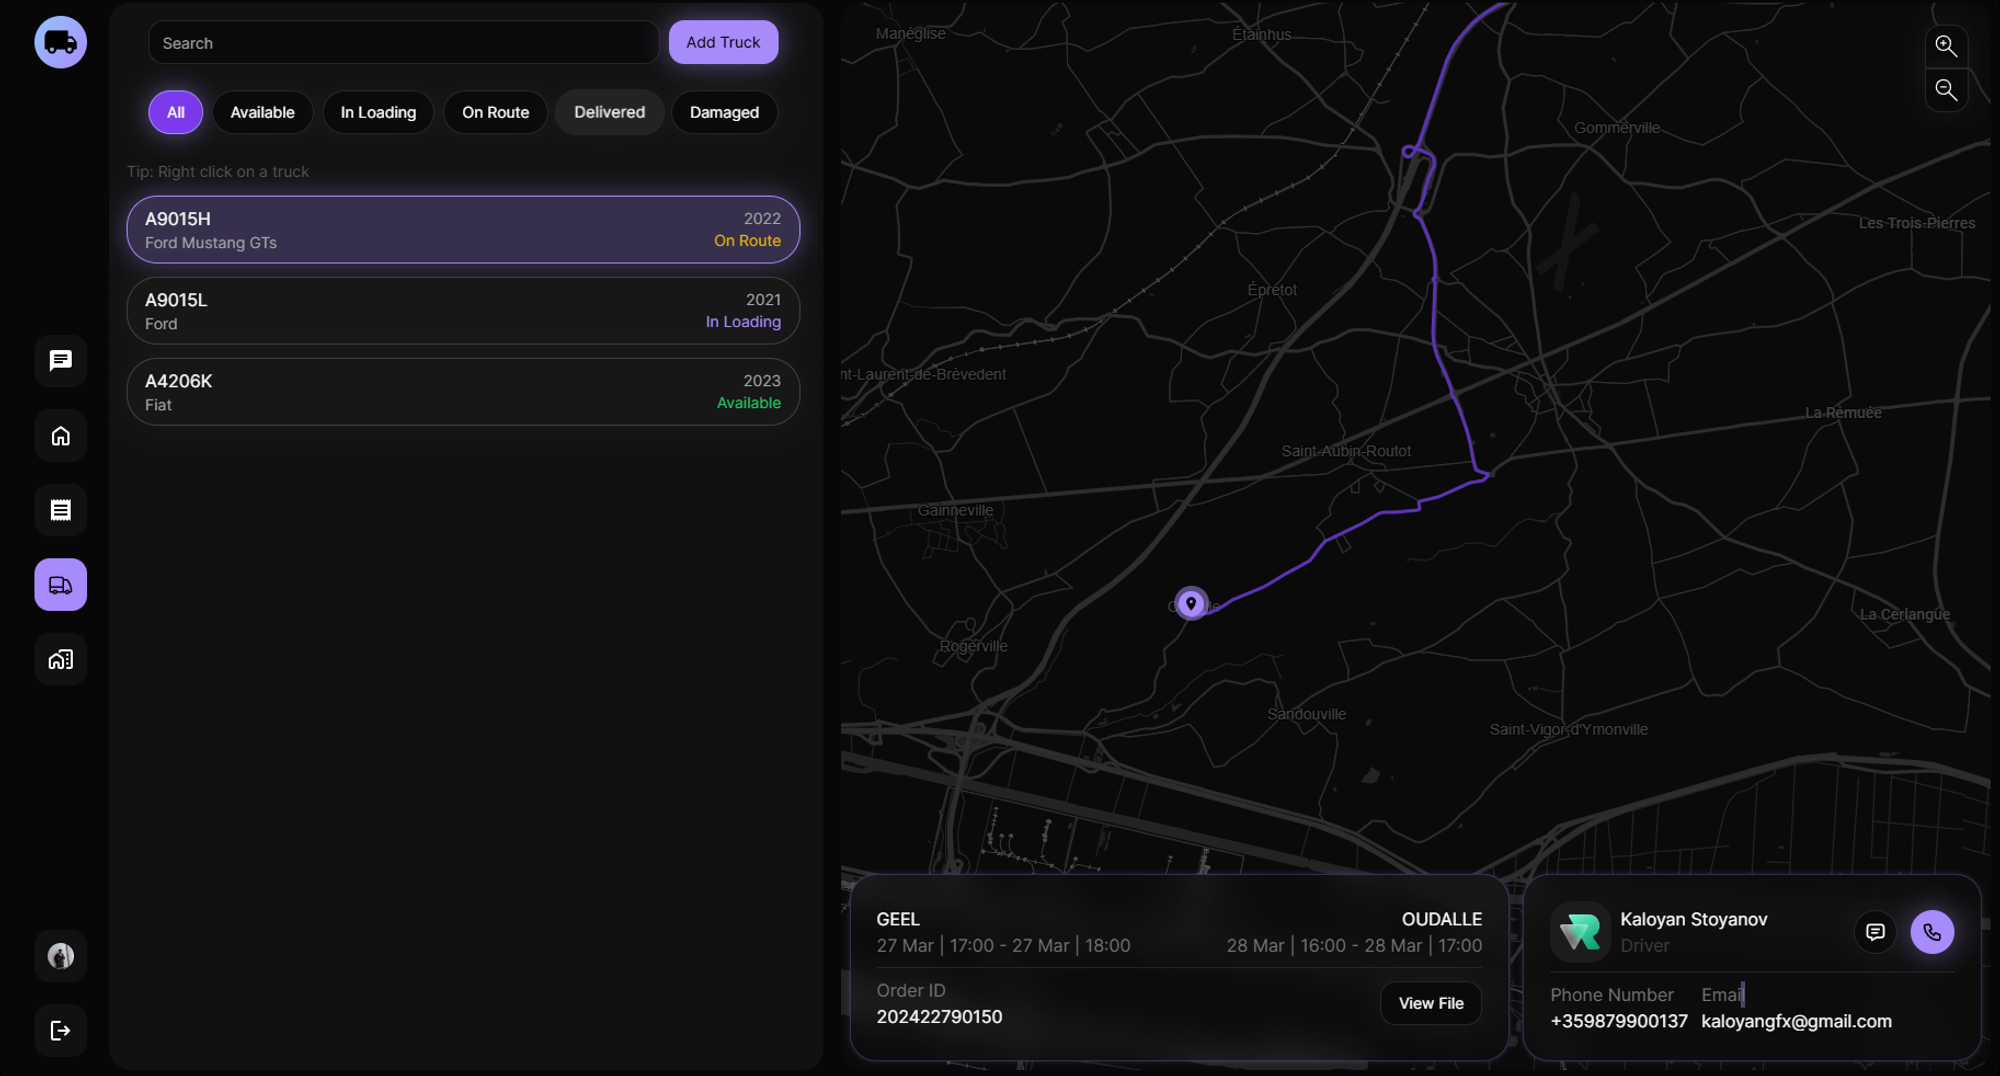 Search
Add Truck
All
Available
In Loading
On Route
Delivered
Damaged
Tip: Right click on a truck
A9015H
2022
Ford Mustang GTs
On Route
A9015L
2021
Ford
In Loading
A4206K
2023
Fiat
Available
Manéglise
Étainhus
Gommerville
Les Trois-Pierres
Épretot
nt-Laurent-de-Brèvedent
La Remuée
Saint-Aubin-Routot
Gainneville
La Cerlangue
Rogerville
Sandouville
Saint-Vigor-d'Ymonville
GEEL
OUDALLE
27 Mar | 17:00 - 27 Mar | 18:00
28 Mar | 16:00 - 28 Mar | 17:00
Order ID
202422790150
View File
Kaloyan Stoyanov
Driver
Phone Number
Email
+359879900137
kaloyangfx@gmail.com